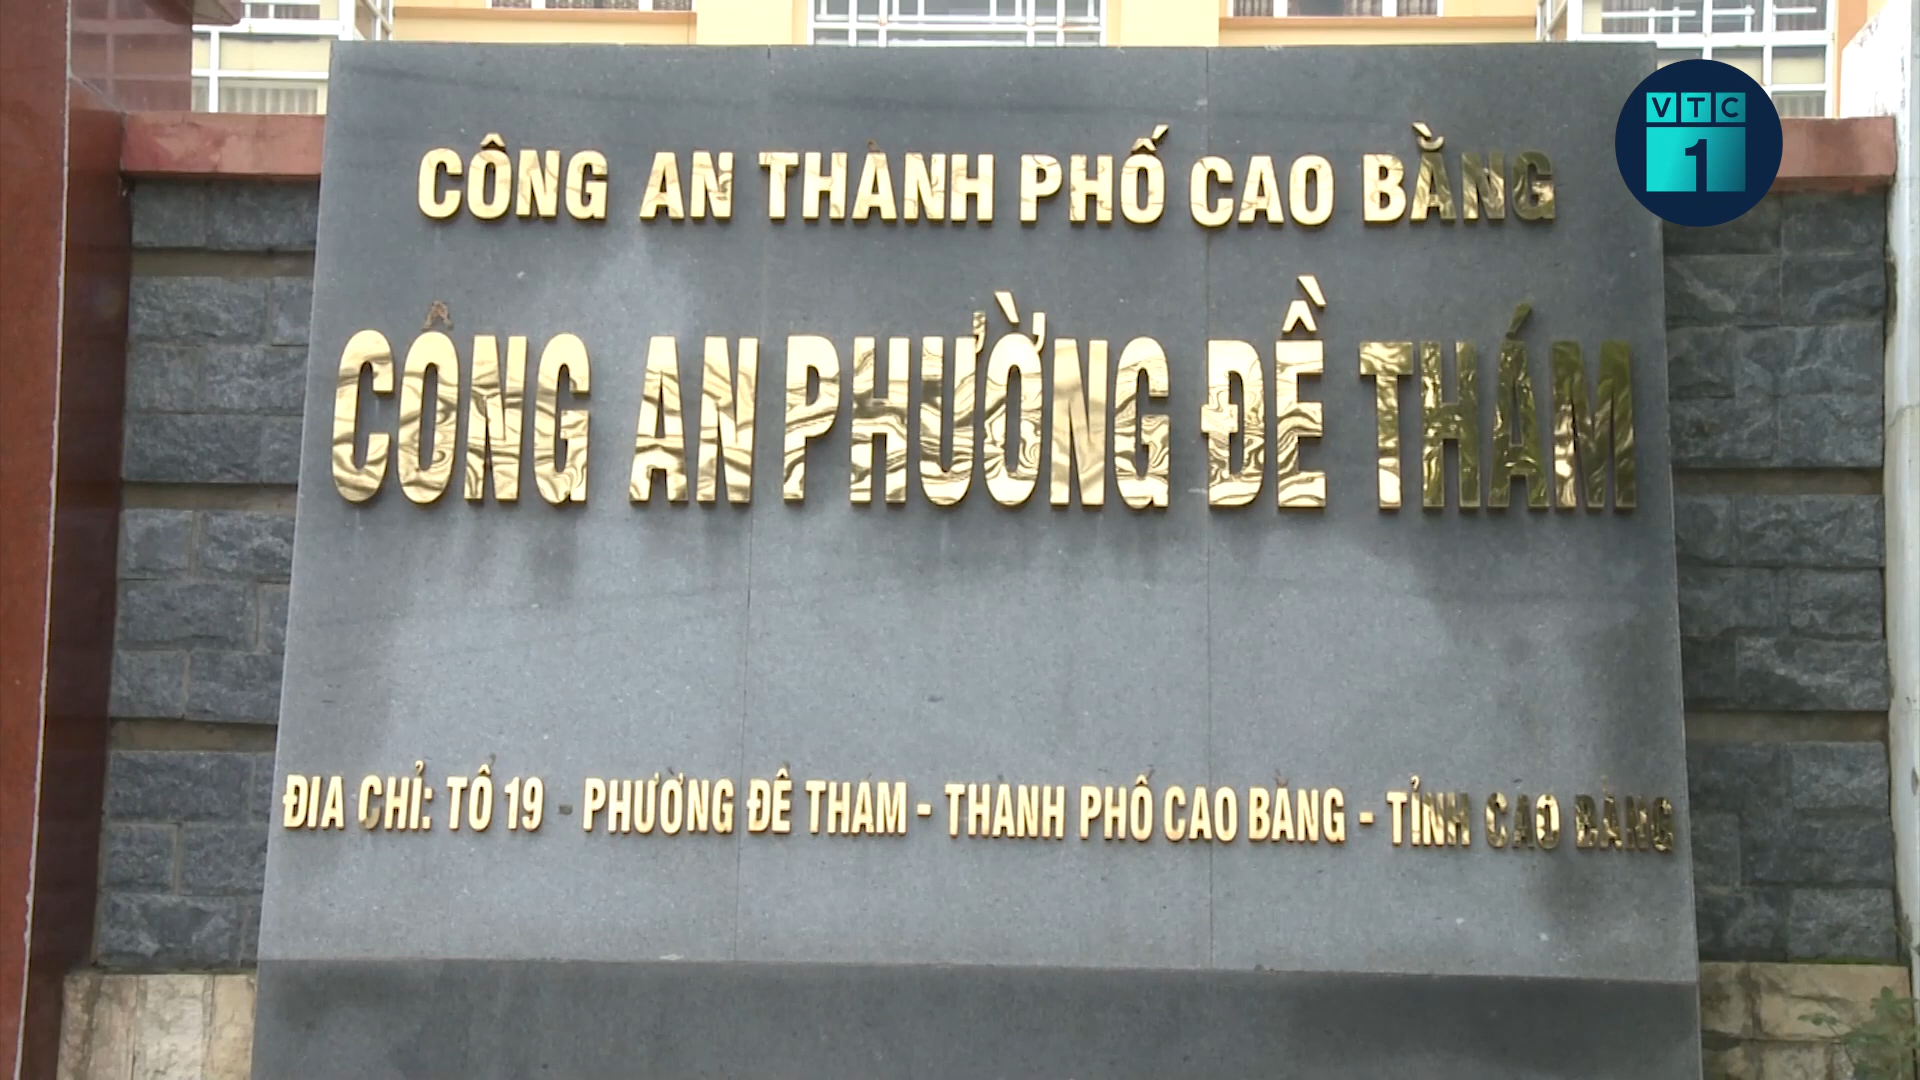 VTC
1
CÔNG AN THÀNH PHỐ CAO BẰNG
CÔNG AN PHƯỜNG ĐỀ THÁM
ĐỊA CHỈ: TỔ 19 - PHƯỜNG ĐỀ THÁM - THÀNH PHỐ CAO BẰNG - TỈNH CAO BẰNG